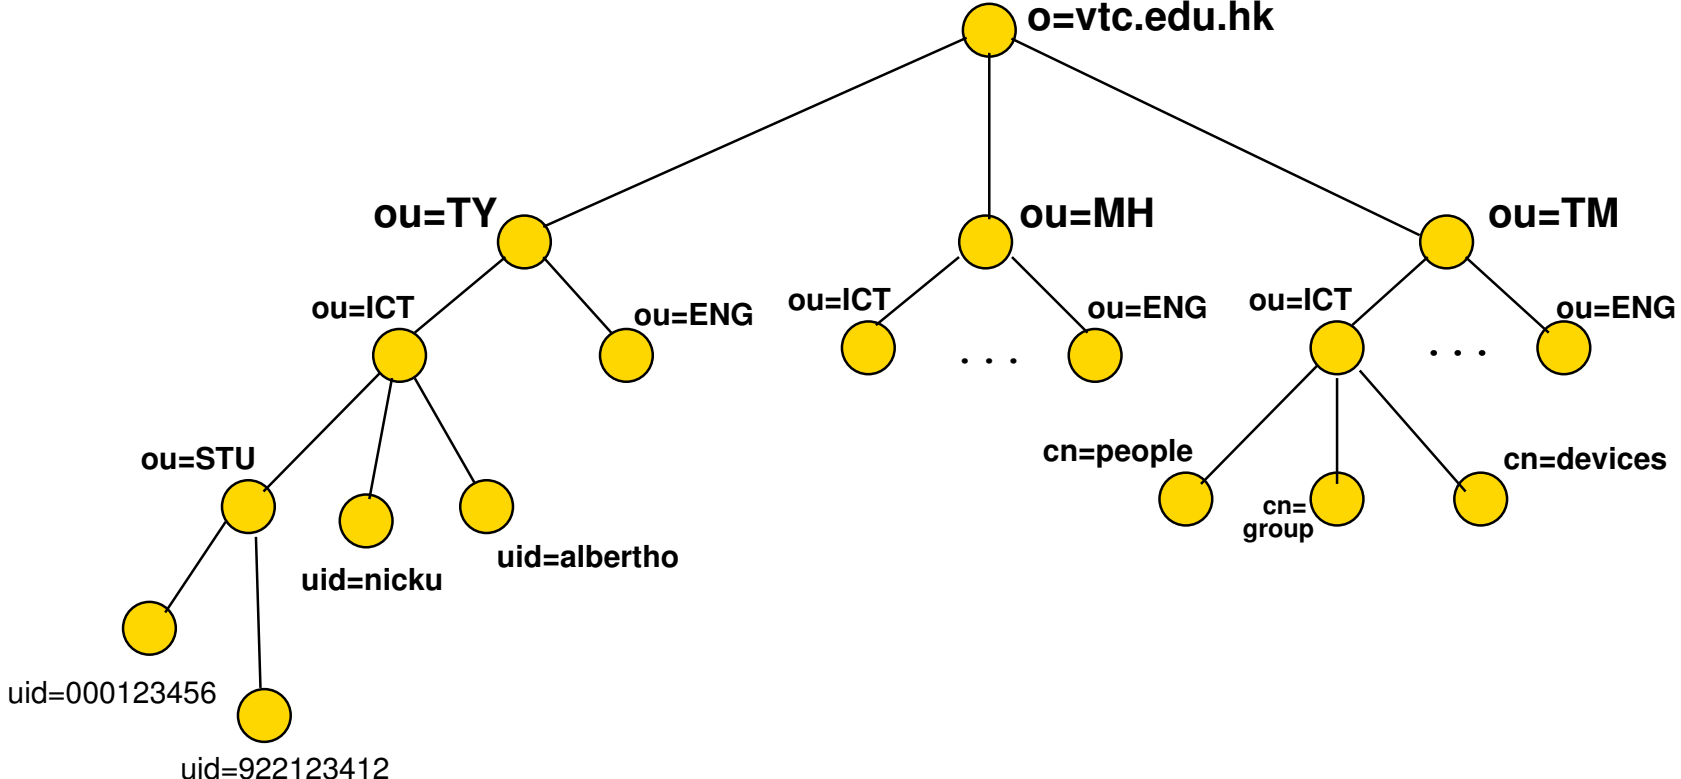 o=vtc.edu.hk
ou=TY
ou=MH
ou=TM
ou=ICT
ou=ENG
ou=ICT
ou=ENG
ou=ICT
ou=ENG
. . .
. . .
ou=STU
uid=nicku
uid=albertho
cn=people
cn=
group
cn=devices
uid=000123456
uid=922123412